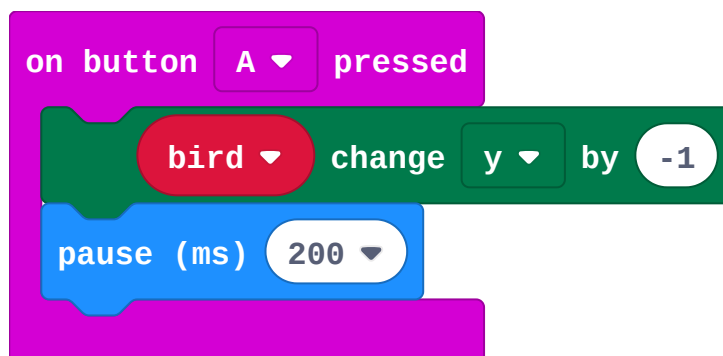 on button A pressed
bird change y by -1
pause (ms) 200